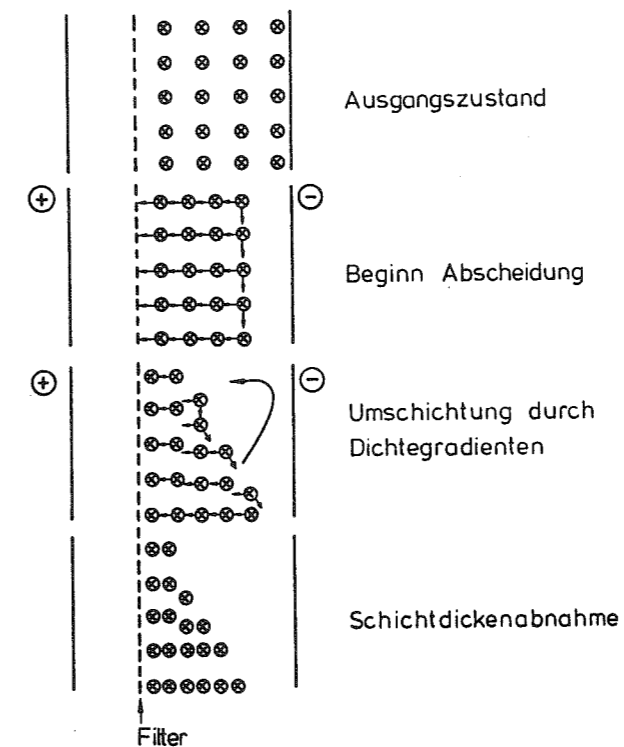 Ausgangszustand
+ −
Beginn Abscheidung
+ −
Umschichtung durch
Dichtegradienten
Schichtdickenabnahme
Filter